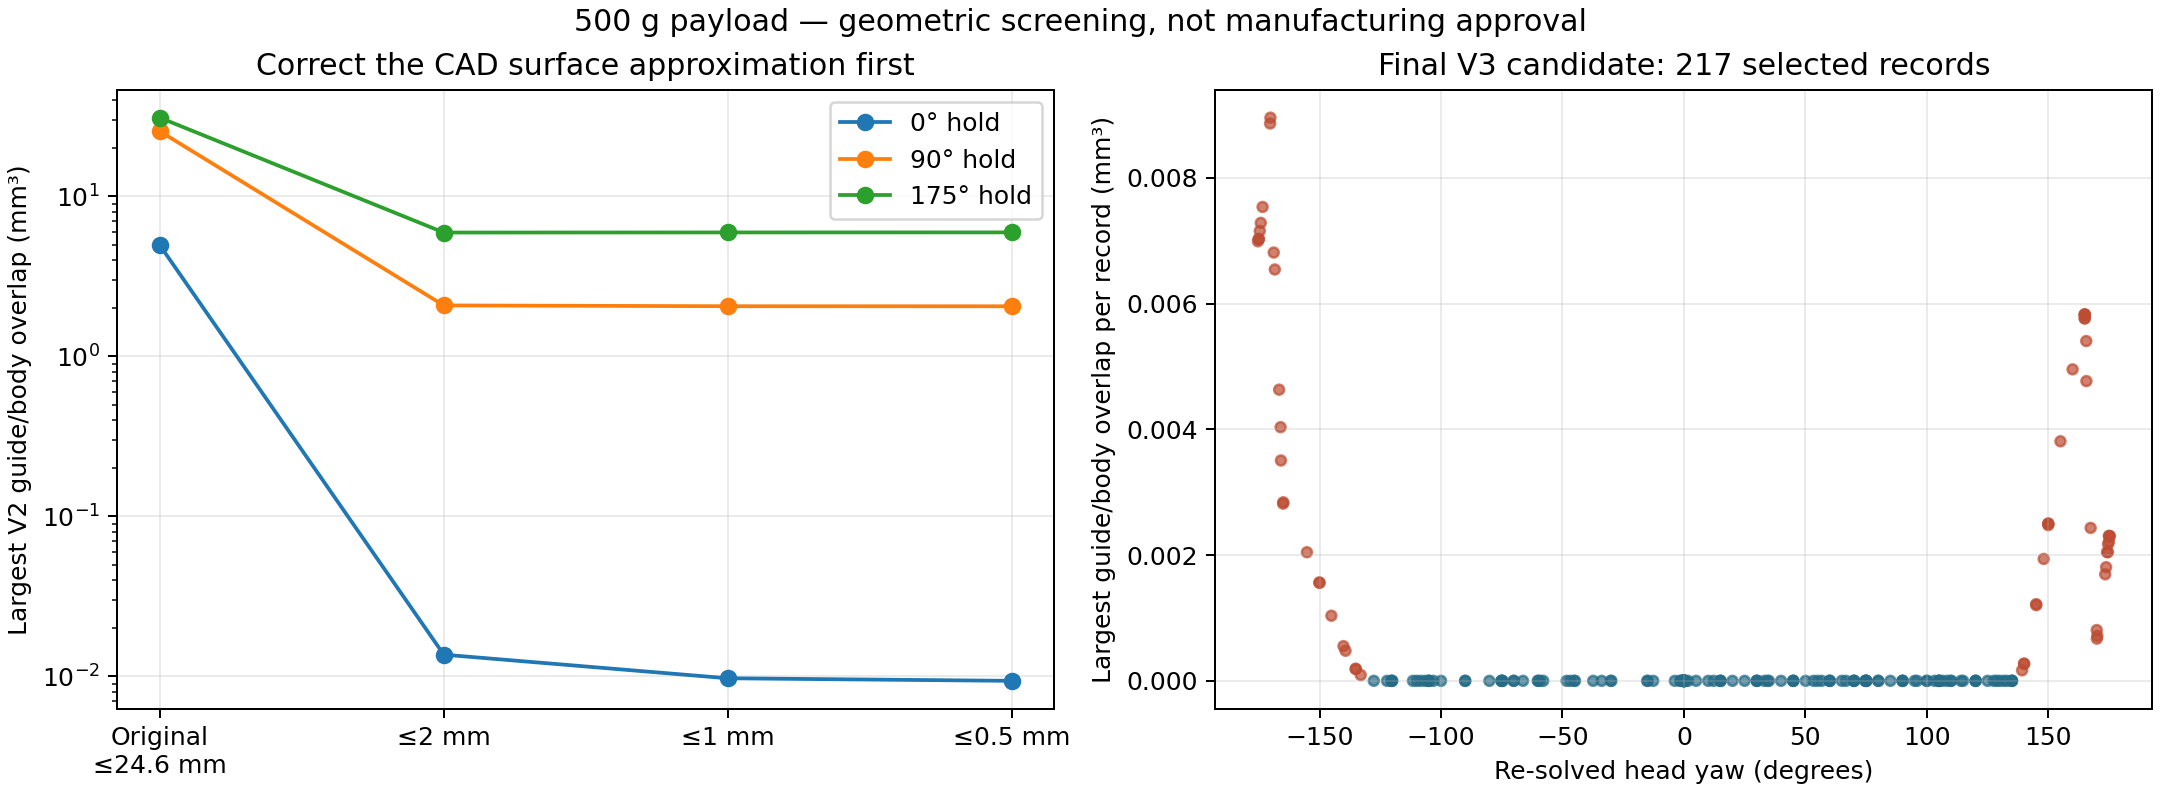 500 g payload — geometric screening, not manufacturing approval
Correct the CAD surface approximation first
Largest V2 guide/body overlap (mm³)
10¹
10⁰
10⁻¹
10⁻²
0° hold
90° hold
175° hold
Original
≤24.6 mm
≤2 mm
≤1 mm
≤0.5 mm
Final V3 candidate: 217 selected records
Largest guide/body overlap per record (mm³)
0.008
0.006
0.004
0.002
0.000
−150
−100
−50
0
50
100
150
Re-solved head yaw (degrees)